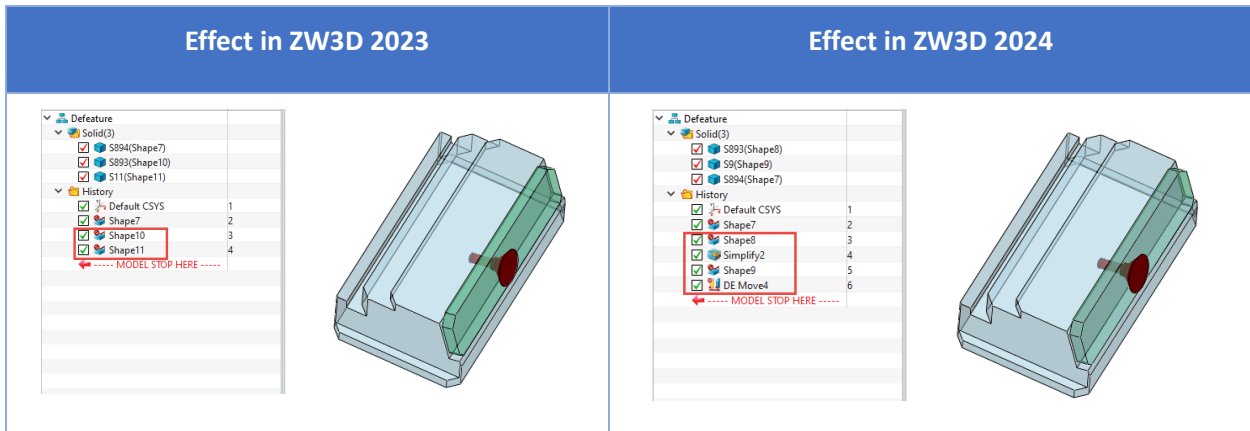 Effect in ZW3D 2023
Effect in ZW3D 2024
Defeature
Solid(3)
S894(Shape7)
S893(Shape10)
S11(Shape11)
History
Default CSYS 1
Shape7 2
Shape10 3
Shape11 4
----- MODEL STOP HERE -----
Defeature
Solid(3)
S893(Shape8)
S9(Shape9)
S894(Shape7)
History
Default CSYS 1
Shape7 2
Shape8 3
Simplify2 4
Shape9 5
DE Move4 6
----- MODEL STOP HERE -----